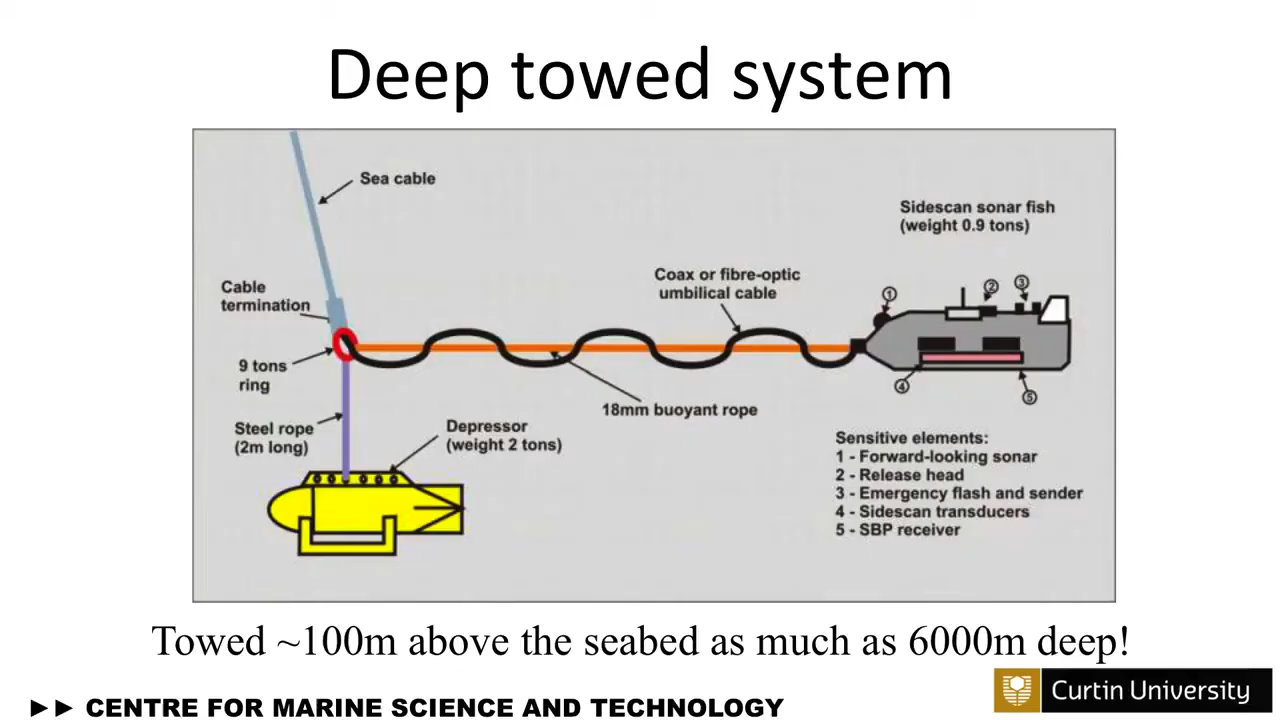 Deep towed system
Sea cable
Sidescan sonar fish
(weight 0.9 tons)
Coax or fibre-optic
umbilical cable
Cable
termination
1
2
3
9 tons
ring
4
5
18mm buoyant rope
Steel rope
(2m long)
Depressor
(weight 2 tons)
Sensitive elements:
1 - Forward-looking sonar
2 - Release head
3 - Emergency flash and sender
4 - Sidescan transducers
5 - SBP receiver
Towed ~100m above the seabed as much as 6000m deep!
►► CENTRE FOR MARINE SCIENCE AND TECHNOLOGY
Curtin University